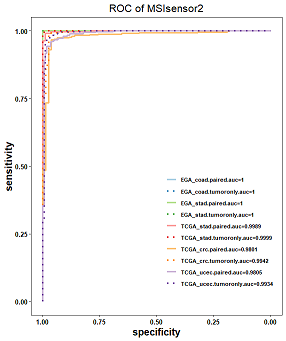 ROC of MSIsensor2
1.00
0.75
0.50
0.25
0.00
sensitivity
EGA_coad.paired.auc=1
EGA_coad.tumoronly.auc=1
EGA_stad.paired.auc=1
EGA_stad.tumoronly.auc=1
TCGA_stad.paired.auc=0.9989
TCGA_stad.tumoronly.auc=0.9999
TCGA_crc.paired.auc=0.9801
TCGA_crc.tumoronly.auc=0.9942
TCGA_ucec.paired.auc=0.9805
TCGA_ucec.tumoronly.auc=0.9934
1.00 0.75 0.50 0.25 0.00
specificity